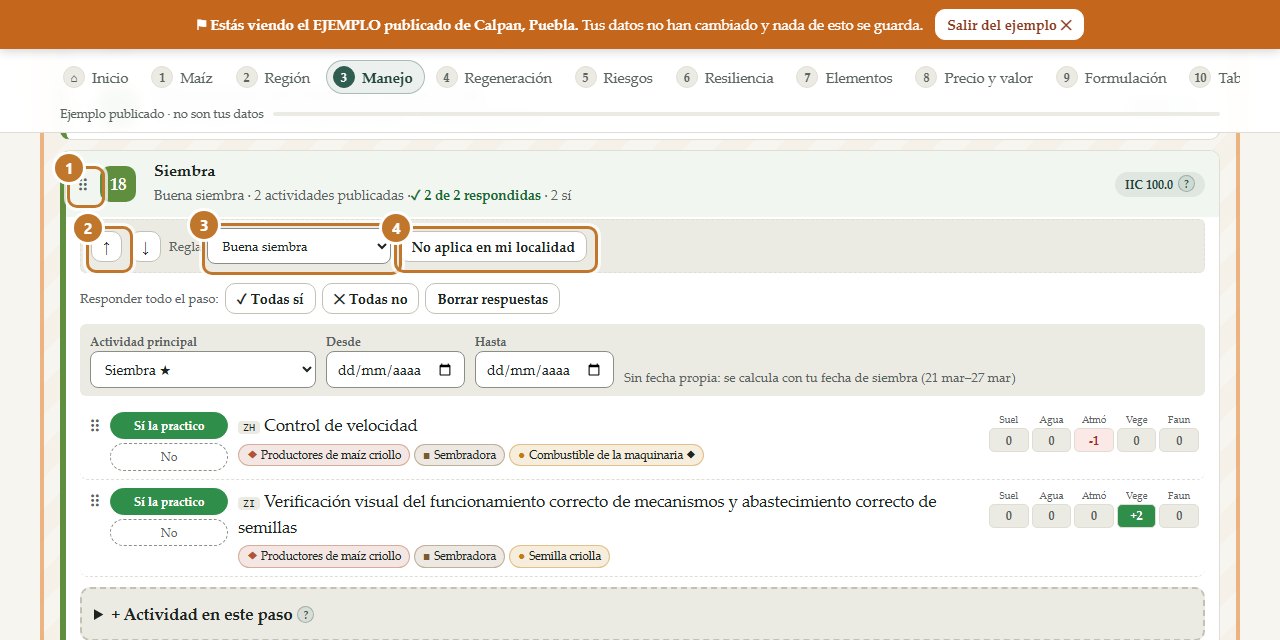 ⚑ Estás viendo el EJEMPLO publicado de Calpan, Puebla. Tus datos no han cambiado y nada de esto se guarda. Salir del ejemplo ✕
⌂ Inicio 1 Maíz 2 Región 3 Manejo 4 Regeneración 5 Riesgos 6 Resiliencia 7 Elementos 8 Precio y valor 9 Formulación 10 Tab
Ejemplo publicado · no son tus datos
1
18
Siembra
Buena siembra · 2 actividades publicadas · ✓ 2 de 2 respondidas · 2 sí
IIC 100.0 ?
2 3 4
↑ ↓ Regla Buena siembra No aplica en mi localidad
Responder todo el paso: ✓ Todas sí ✕ Todas no Borrar respuestas
Actividad principal Desde Hasta
Siembra ★ dd/mm/aaaa dd/mm/aaaa Sin fecha propia: se calcula con tu fecha de siembra (21 mar–27 mar)
Sí la practico ZH Control de velocidad
No
◆ Productores de maíz criollo ■ Sembradora ● Combustible de la maquinaria ◆
Suel Agua Atmó Vege Faun
0 0 -1 0 0
Sí la practico ZI Verificación visual del funcionamiento correcto de mecanismos y abastecimiento correcto de
No semillas
◆ Productores de maíz criollo ■ Sembradora ● Semilla criolla
Suel Agua Atmó Vege Faun
0 0 0 +2 0
▶ + Actividad en este paso ?